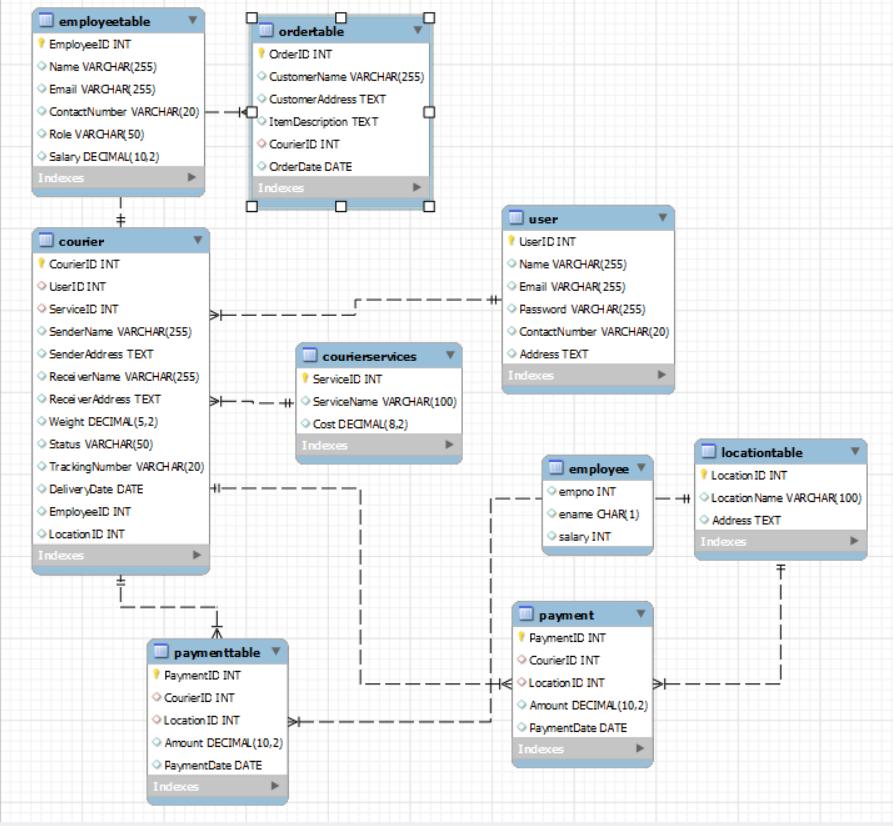 employeetable
EmployeeID INT
Name VARCHAR(255)
Email VARCHAR(255)
ContactNumber VARCHAR(20)
Role VARCHAR(50)
Salary DECIMAL(10,2)
Indexes
ordertable
OrderID INT
CustomerName VARCHAR(255)
CustomerAddress TEXT
ItemDescription TEXT
CourierID INT
OrderDate DATE
Indexes
courier
CourierID INT
UserID INT
ServiceID INT
SenderName VARCHAR(255)
SenderAddress TEXT
ReceiverName VARCHAR(255)
ReceiverAddress TEXT
Weight DECIMAL(5,2)
Status VARCHAR(50)
TrackingNumber VARCHAR(20)
DeliveryDate DATE
EmployeeID INT
LocationID INT
Indexes
user
UserID INT
Name VARCHAR(255)
Email VARCHAR(255)
Password VARCHAR(255)
ContactNumber VARCHAR(20)
Address TEXT
Indexes
courierservices
ServiceID INT
ServiceName VARCHAR(100)
Cost DECIMAL(8,2)
Indexes
employee
empno INT
ename CHAR(1)
salary INT
locationtable
LocationID INT
LocationName VARCHAR(100)
Address TEXT
Indexes
paymenttable
PaymentID INT
CourierID INT
LocationID INT
Amount DECIMAL(10,2)
PaymentDate DATE
Indexes
payment
PaymentID INT
CourierID INT
LocationID INT
Amount DECIMAL(10,2)
PaymentDate DATE
Indexes